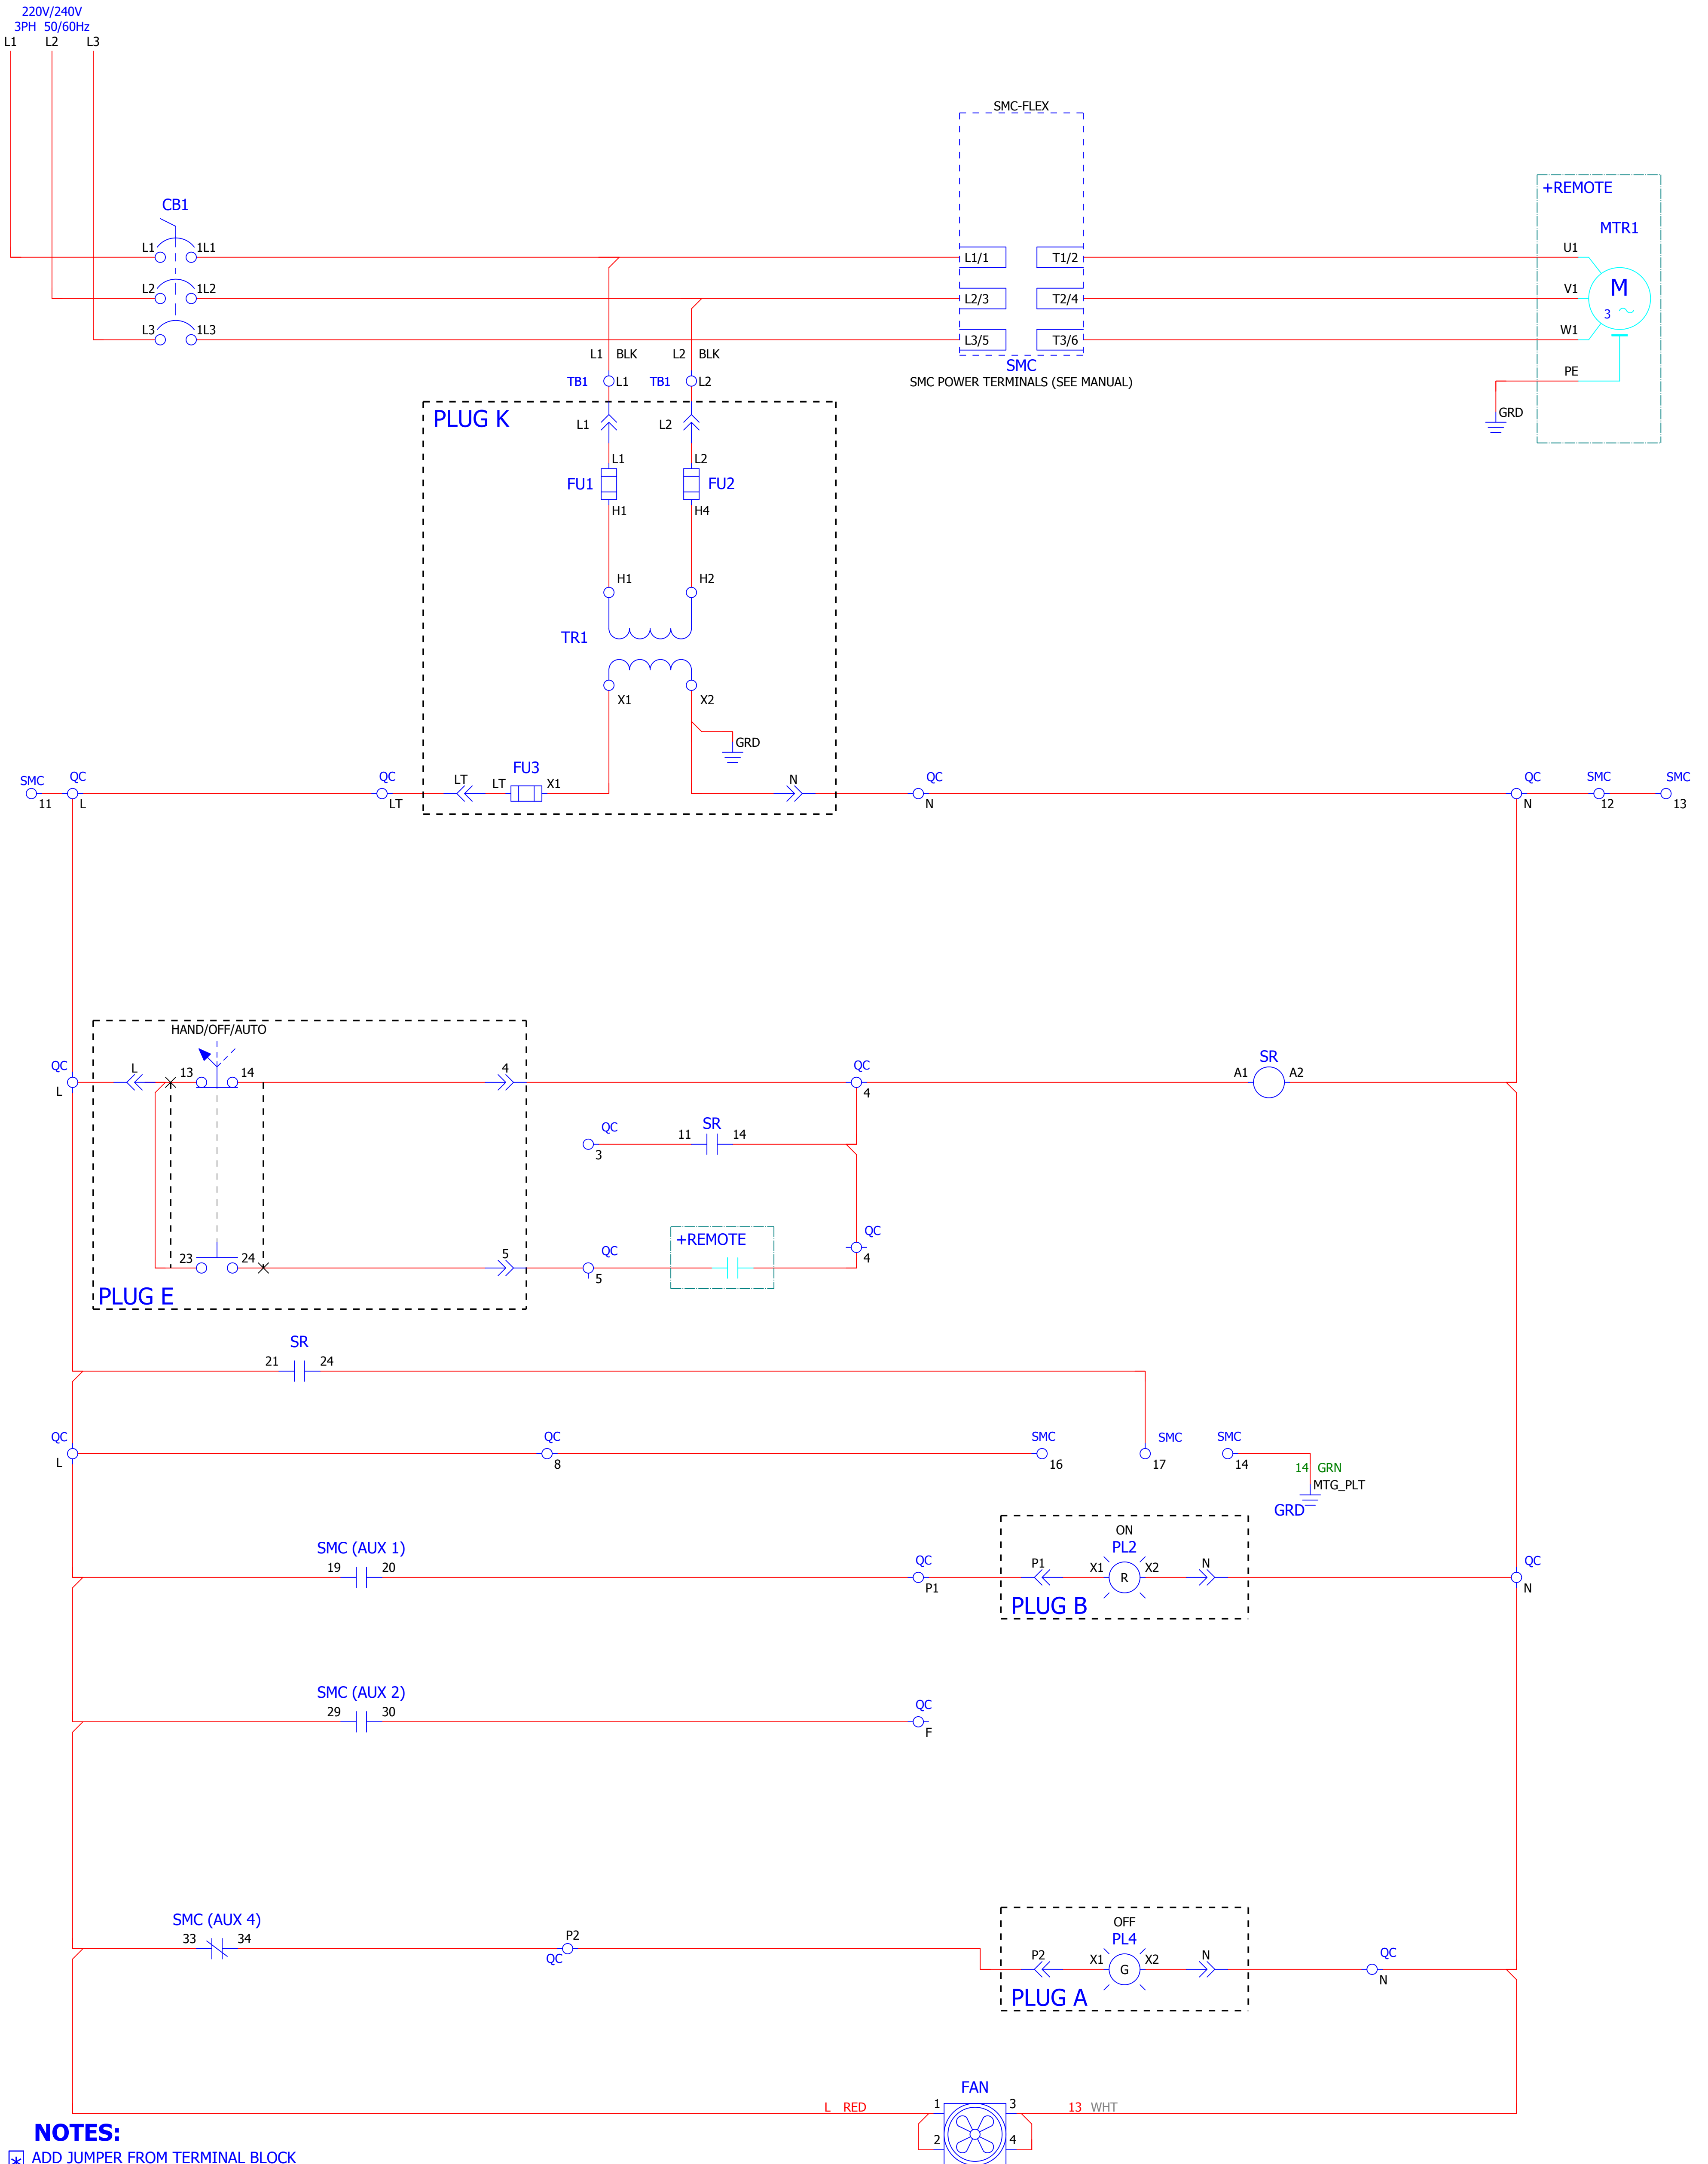 220V/240V
3PH 50/60Hz
L1 L2 L3
SMC-FLEX
+REMOTE
MTR1
CB1
L1 1L1
L1/1 T1/2
U1
L2 1L2
L2/3 T2/4
V1
M
3
L3 1L3
L3/5 T3/6
W1
L1 BLK L2 BLK
SMC
SMC POWER TERMINALS (SEE MANUAL)
PE
TB1 L1 TB1 L2
GRD
PLUG K
L1 L2
L1 L2
FU1 FU2
H1 H4
H1 H2
TR1
X1 X2
GRD
SMC QC QC LT LT FU3 X1 N QC QC SMC SMC
11 L LT N N 12 13
HAND/OFF/AUTO
QC L 13 14 4 QC SR
A1 A2
L 4
QC SR
11 14
3
QC
+REMOTE
QC
23 24 5 4
5
PLUG E
SR
21 24
QC QC SMC SMC SMC
L 8 16 17 14
14 GRN
MTG_PLT
GRD
ON
SMC (AUX 1) PL2
19 20 QC P1 X1 X2 N QC
R
P1 N
PLUG B
SMC (AUX 2)
29 30 QC
F
SMC (AUX 4) OFF
33 34 P2 PL4
QC P2 X1 X2 N QC
G
N
PLUG A
FAN
L RED 1 3 13 WHT
2 4
NOTES:
* ADD JUMPER FROM TERMINAL BLOCK